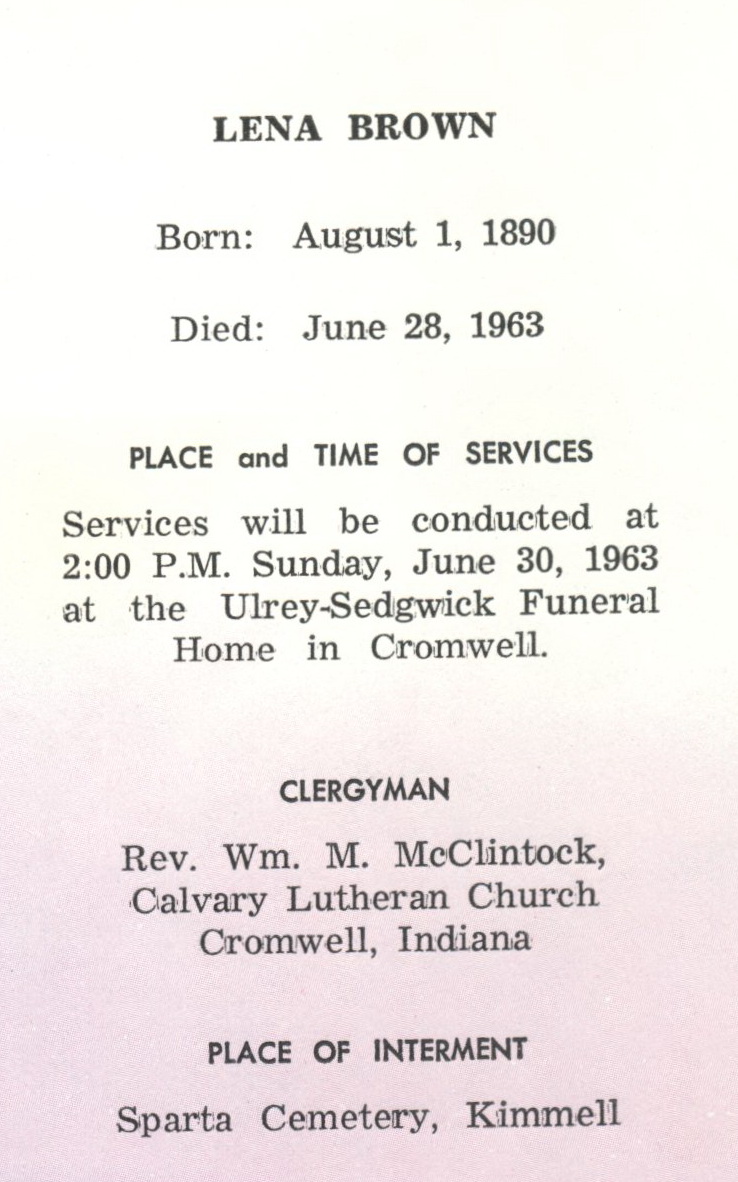 LENA BROWN
Born: August 1, 1890
Died: June 28, 1963
PLACE and TIME OF SERVICES
Services will be conducted at
2:00 P.M. Sunday, June 30, 1963
at the Ulrey-Sedgwick Funeral
Home in Cromwell.
CLERGYMAN
Rev. Wm. M. McClintock,
Calvary Lutheran Church
Cromwell, Indiana
PLACE OF INTERMENT
Sparta Cemetery, Kimmell